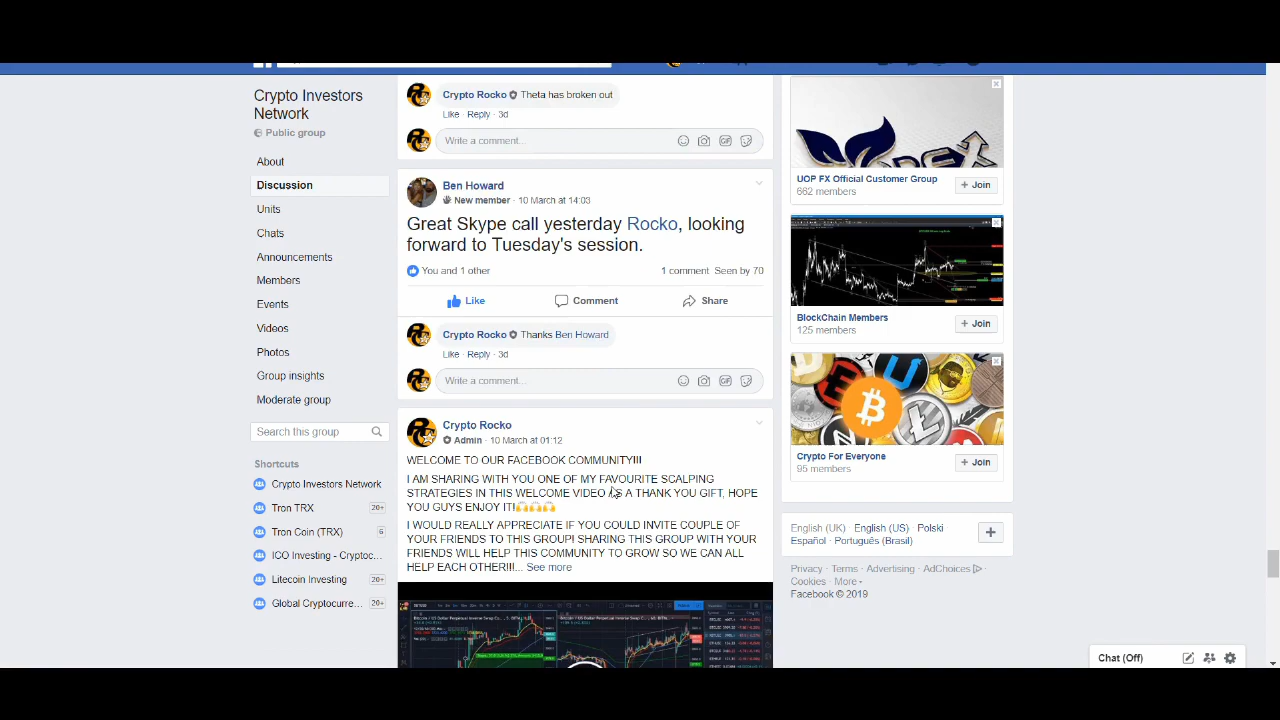 Crypto Investors
Network
Public group
About
Discussion
Units
Chats
Announcements
Members
Events
Videos
Photos
Group insights
Moderate group
Search this group
Shortcuts
Crypto Investors Network
Tron TRX 20+
Tron Coin (TRX) 6
ICO Investing - Cryptoc...
Litecoin Investing 20+
Global Cryptocurre... 20+
Crypto Rocko Theta has broken out
Like · Reply · 3d
Write a comment...
GIF
Ben Howard
New member · 10 March at 14:03
Great Skype call yesterday Rocko, looking
forward to Tuesday's session.
You and 1 other 1 comment Seen by 70
Like Comment Share
Crypto Rocko Thanks Ben Howard
Like · Reply · 3d
Write a comment...
GIF
Crypto Rocko
Admin · 10 March at 01:12
WELCOME TO OUR FACEBOOK COMMUNITY!!!
I AM SHARING WITH YOU ONE OF MY FAVOURITE SCALPING
STRATEGIES IN THIS WELCOME VIDEO AS A THANK YOU GIFT, HOPE
YOU GUYS ENJOY IT!🙌🙌🙌
I WOULD REALLY APPRECIATE IF YOU COULD INVITE COUPLE OF
YOUR FRIENDS TO THIS GROUP! SHARING THIS GROUP WITH YOUR
FRIENDS WILL HELP THIS COMMUNITY TO GROW SO WE CAN ALL
HELP EACH OTHER!!!... See more
UOP FX Official Customer Group
662 members
+ Join
BlockChain Members
125 members
+ Join
Crypto For Everyone
95 members
+ Join
English (UK) · English (US) · Polski
Español · Português (Brasil)
Privacy · Terms · Advertising · AdChoices
Cookies · More
Facebook © 2019
Chat (Off)